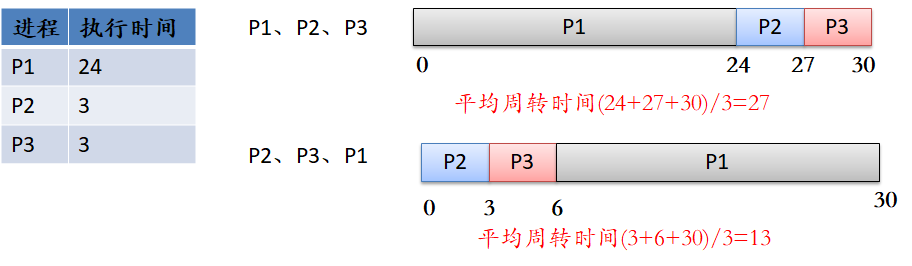 进程 执行时间
P1 24
P2 3
P3 3
P1、P2、P3
P1 P2 P3
0 24 27 30
平均周转时间(24+27+30)/3=27
P2、P3、P1
P2 P3 P1
0 3 6 30
平均周转时间(3+6+30)/3=13